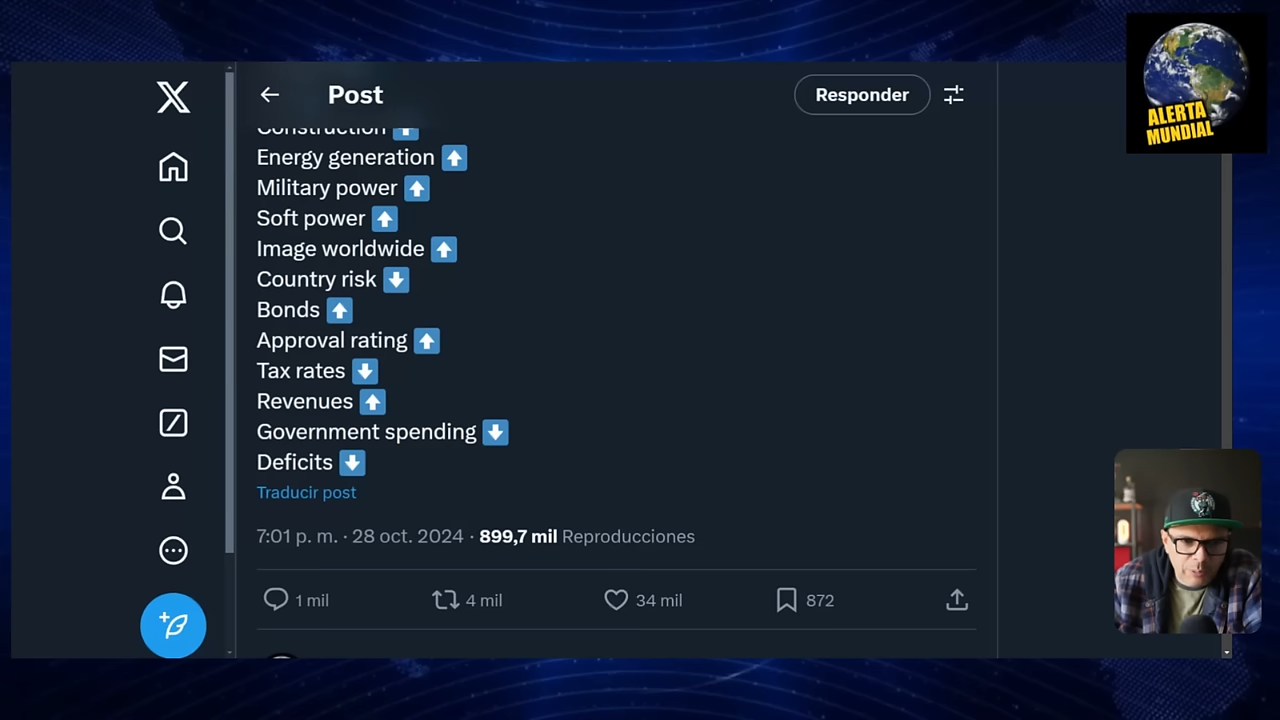 Post
Responder
Construction ⬆️
Energy generation ⬆️
Military power ⬆️
Soft power ⬆️
Image worldwide ⬆️
Country risk ⬇️
Bonds ⬆️
Approval rating ⬆️
Tax rates ⬇️
Revenues ⬆️
Government spending ⬇️
Deficits ⬇️
Traducir post
7:01 p. m. · 28 oct. 2024 · 899,7 mil Reproducciones
1 mil 4 mil 34 mil 872
ALERTA
MUNDIAL